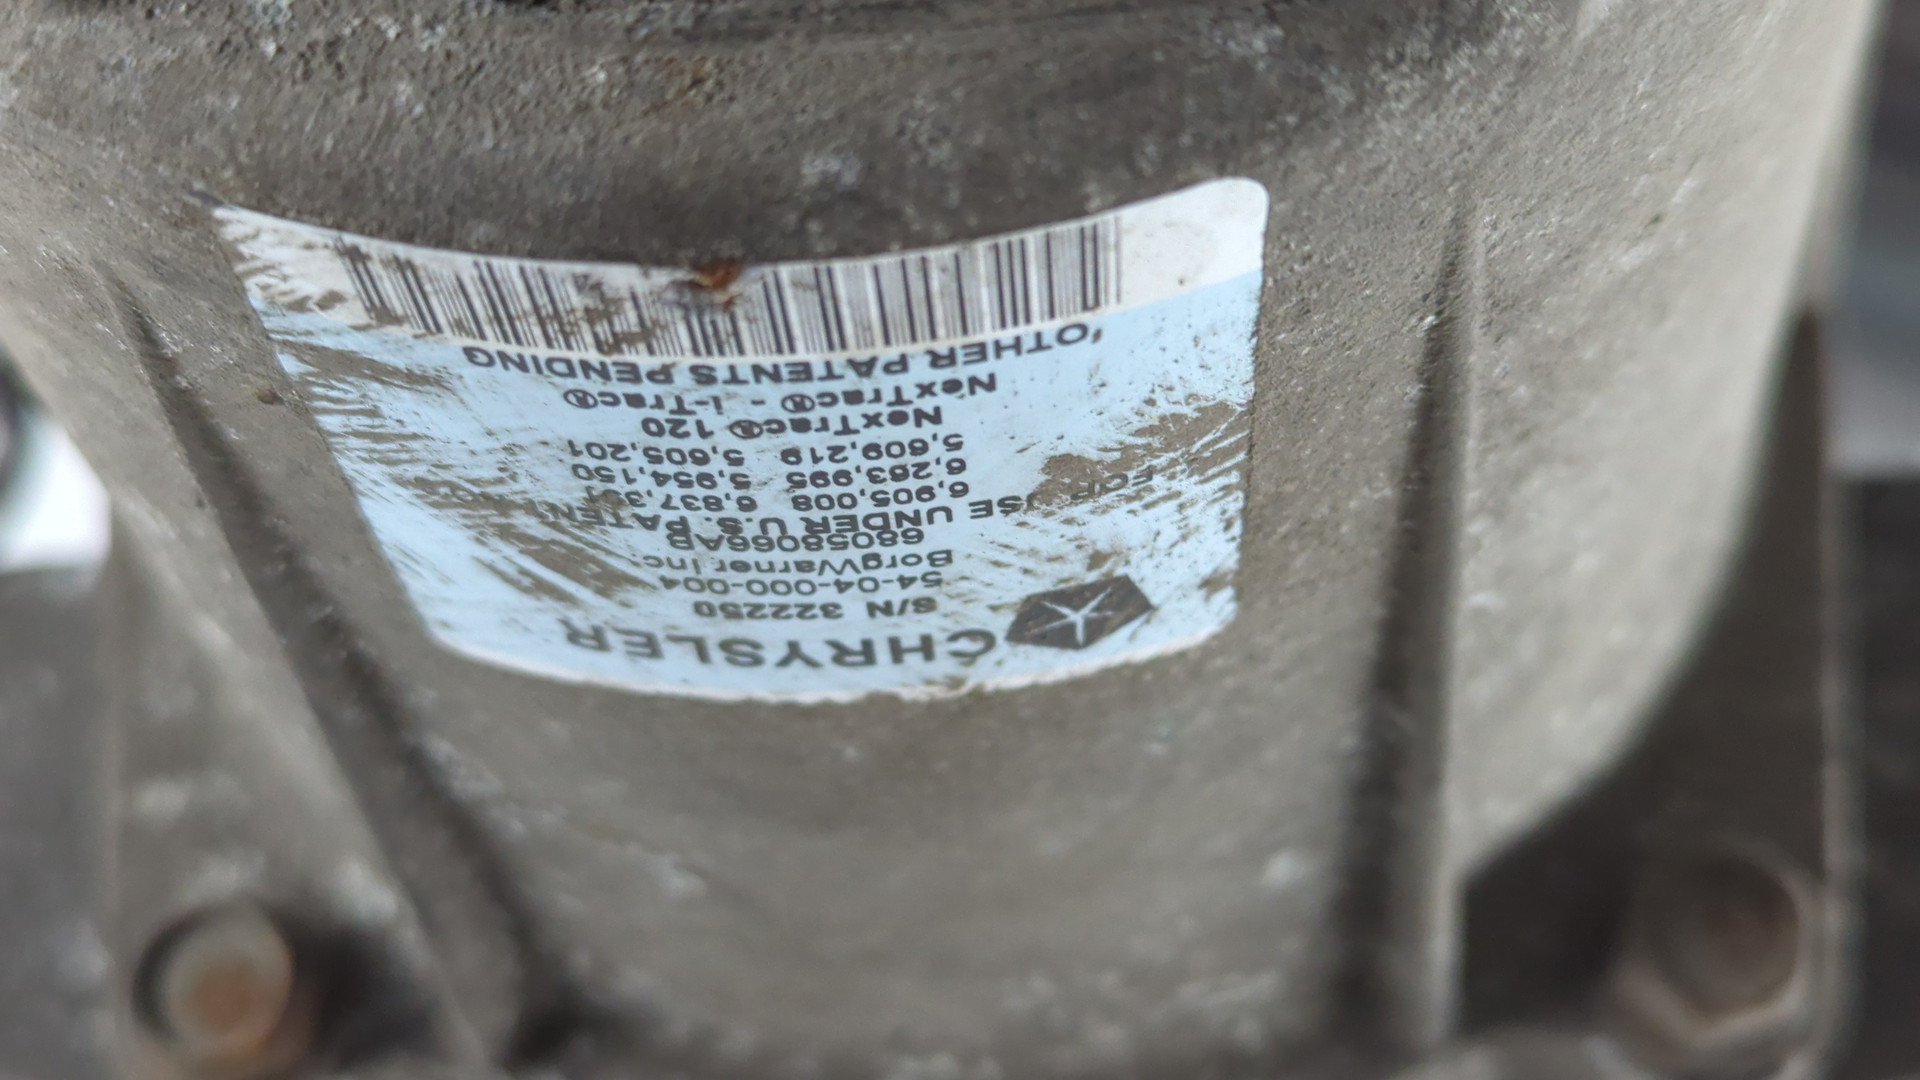 CHRYSLER
S/N 322250
54-04-000-004
BorgWarner Inc.
68058066AB
USE UNDER U.S. PATEN
6,905,008 6,837,351
6,263,995 5,954,150
5,609,219 5,605,201
NexTrac® 120
NexTrac® - i-Trac®
OTHER PATENTS PENDING